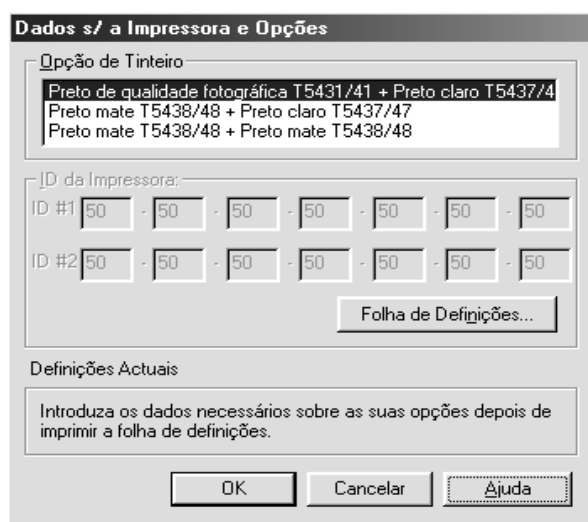 Dados s/ a Impressora e Opções
Opção de Tinteiro
Preto de qualidade fotográfica T5431/41 + Preto claro T5437/4
Preto mate T5438/48 + Preto claro T5437/47
Preto mate T5438/48 + Preto mate T5438/48
ID da Impressora:
ID #1 50 - 50 - 50 - 50 - 50 - 50 - 50
ID #2 50 - 50 - 50 - 50 - 50 - 50 - 50
Folha de Definições...
Definições Actuais
Introduza os dados necessários sobre as suas opções depois de
imprimir a folha de definições.
OK Cancelar Ajuda